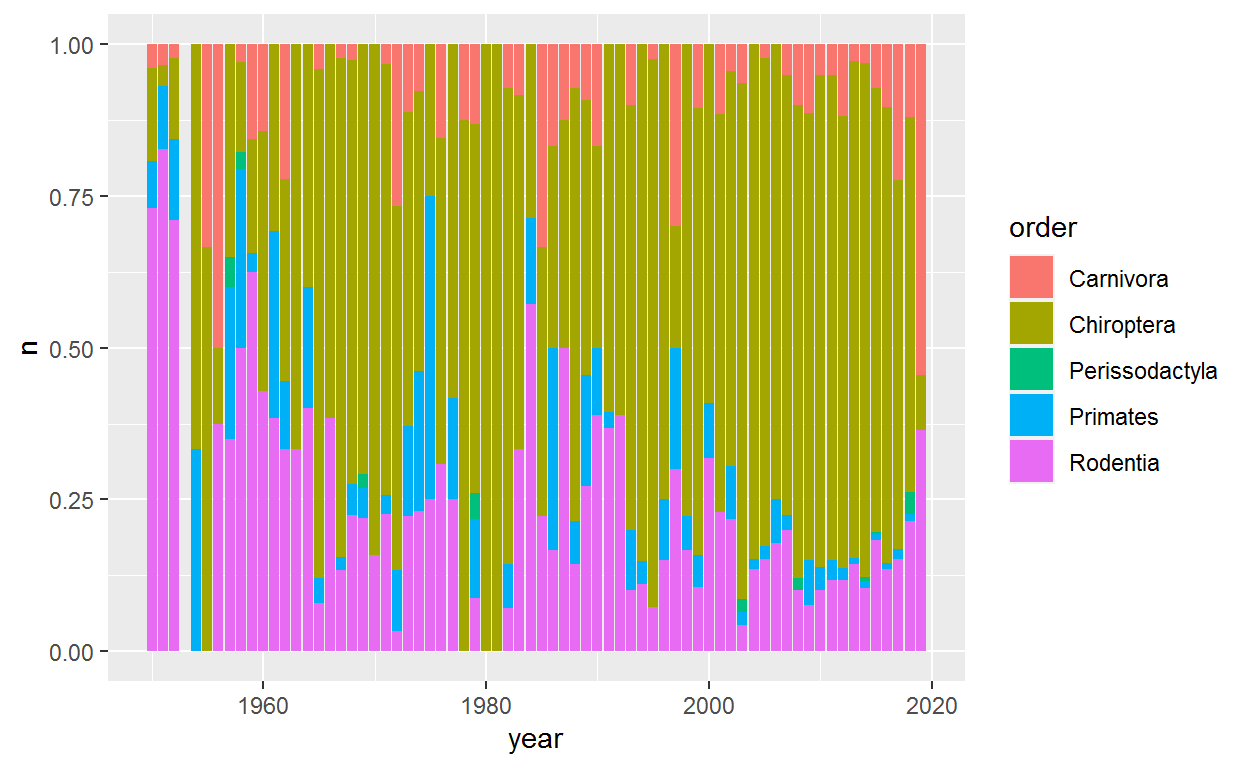 1.00
0.75
0.50
0.25
0.00
n
1960
1980
2000
2020
year
order
Carnivora
Chiroptera
Perissodactyla
Primates
Rodentia